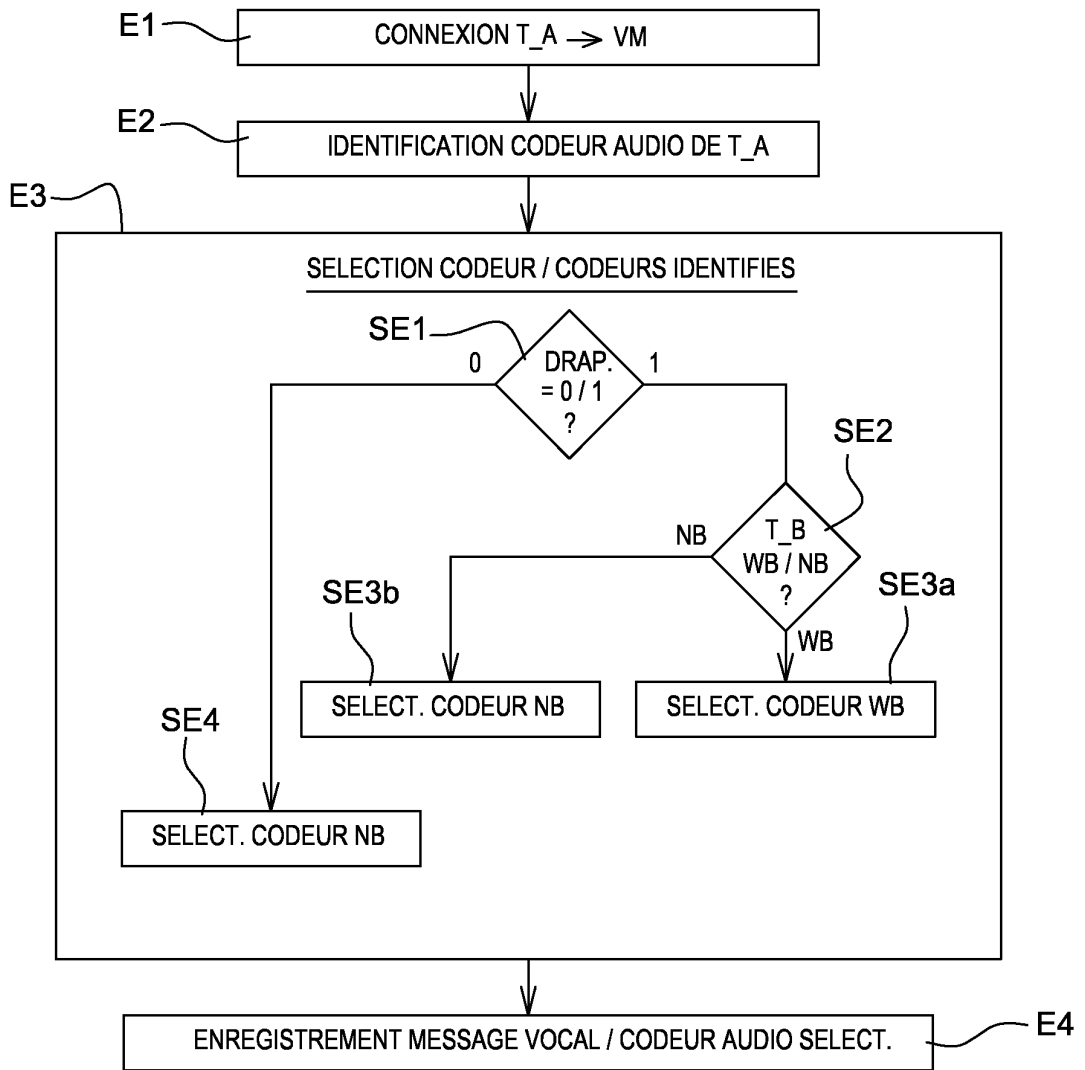 E1
CONNEXION T_A → VM
E2
IDENTIFICATION CODEUR AUDIO DE T_A
E3
SELECTION CODEUR / CODEURS IDENTIFIES
SE1
0
DRAP.
= 0 / 1
?
1
SE2
T_B
WB / NB
?
NB
WB
SE3b
SE3a
SELECT. CODEUR NB
SELECT. CODEUR WB
SE4
SELECT. CODEUR NB
ENREGISTREMENT MESSAGE VOCAL / CODEUR AUDIO SELECT.
E4